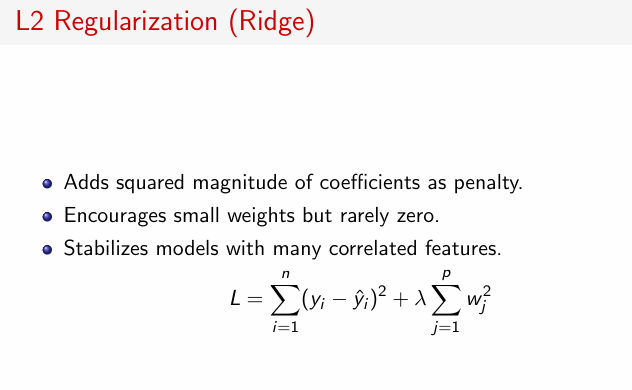 L2 Regularization (Ridge)
Adds squared magnitude of coefficients as penalty.
Encourages small weights but rarely zero.
Stabilizes models with many correlated features.
L = \sum_{i=1}^{n} (y_i − \hat{y}_i)^2 + λ \sum_{j=1}^{p} w_j^2